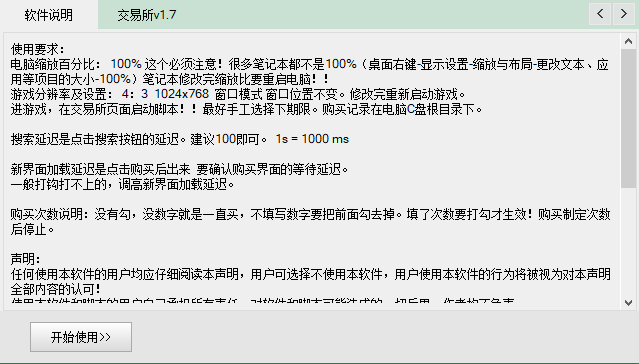 软件说明 交易所v1.7
使用要求：
电脑缩放百分比： 100% 这个必须注意！很多笔记本都不是100%（桌面右键-显示设置-缩放与布局-更改文本、应
用等项目的大小-100%）笔记本修改完缩放比要重启电脑！！
游戏分辨率及设置: 4：3 1024x768 窗口模式 窗口位置不变。修改完重新启动游戏。
进游戏，在交易所页面启动脚本！！最好手工选择下期限。购买记录在电脑C盘根目录下。
搜索延迟是点击搜索按钮的延迟。建议100即可。 1s = 1000 ms
新界面加载延迟是点击购买后出来 要确认购买界面的等待延迟。
一般打钩打不上的，调高新界面加载延迟。
购买次数说明：没有勾，没数字就是一直买，不填写数字要把前面勾去掉。填了次数要打勾才生效！购买制定次数
后停止。
声明：
任何使用本软件的用户均应仔细阅读本声明，用户可选择不使用本软件，用户使用本软件的行为将被视为对本声明
全部内容的认可！
开始使用>>